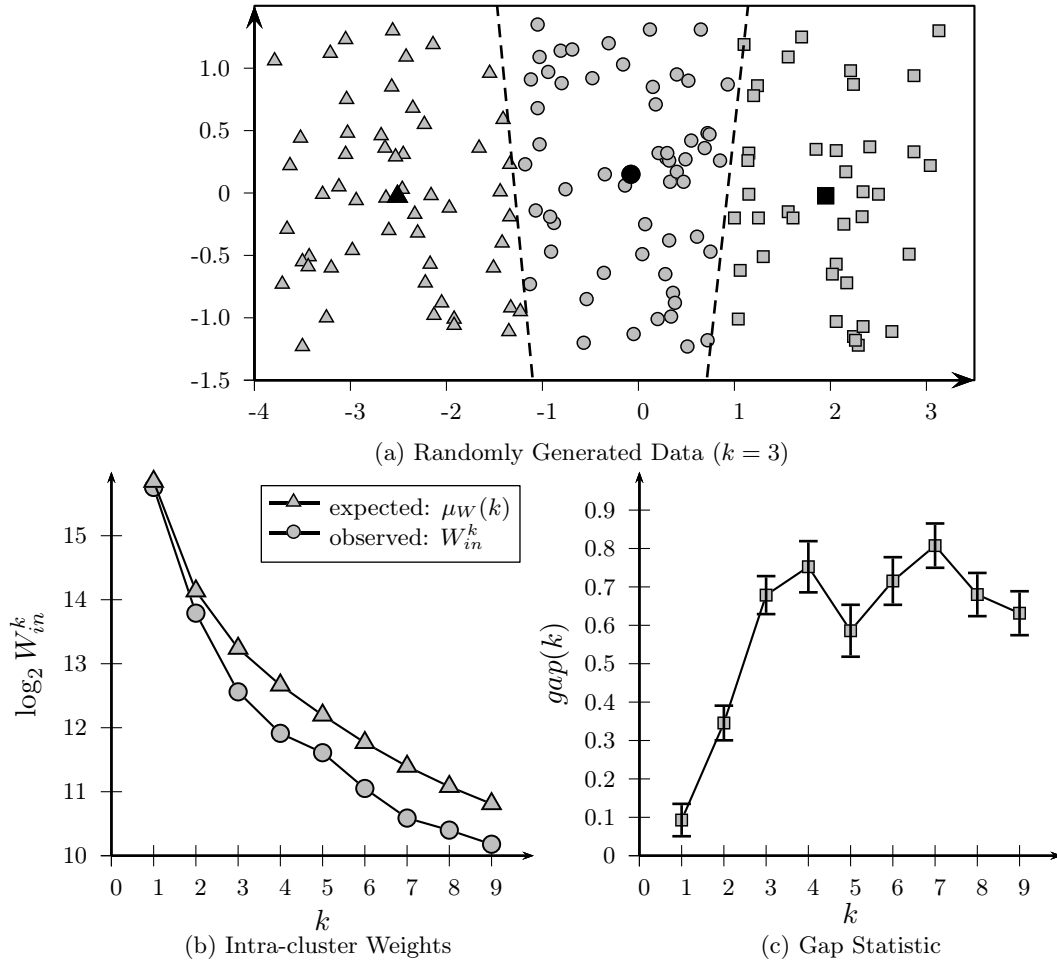 1.0
0.5
0
-0.5
-1.0
-1.5
-4 -3 -2 -1 0 1 2 3
(a) Randomly Generated Data (k = 3)
expected: μ_W(k)
observed: W_in^k
15
14
13
12
11
10
log₂ W_in^k
0 1 2 3 4 5 6 7 8 9
k
(b) Intra-cluster Weights
0.9
0.8
0.7
0.6
0.5
0.4
0.3
0.2
0.1
0
gap(k)
0 1 2 3 4 5 6 7 8 9
k
(c) Gap Statistic